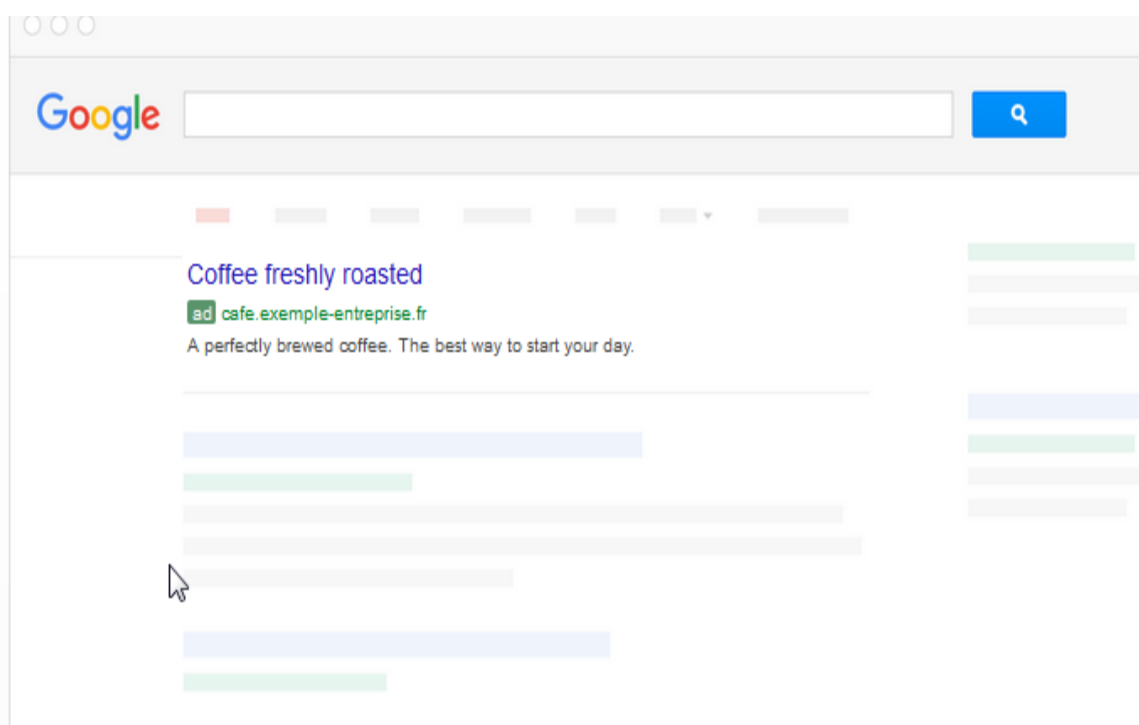 Google
Coffee freshly roasted
ad cafe.exemple-entreprise.fr
A perfectly brewed coffee. The best way to start your day.